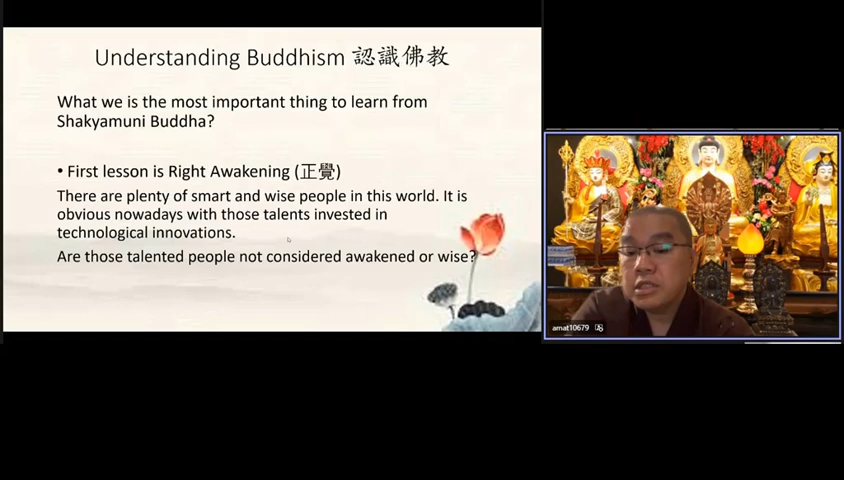 Understanding Buddhism 認識佛教
What we is the most important thing to learn from
Shakyamuni Buddha?
• First lesson is Right Awakening (正覺)
There are plenty of smart and wise people in this world. It is
obvious nowadays with those talents invested in
technological innovations.
Are those talented people not considered awakened or wise?
amat10679